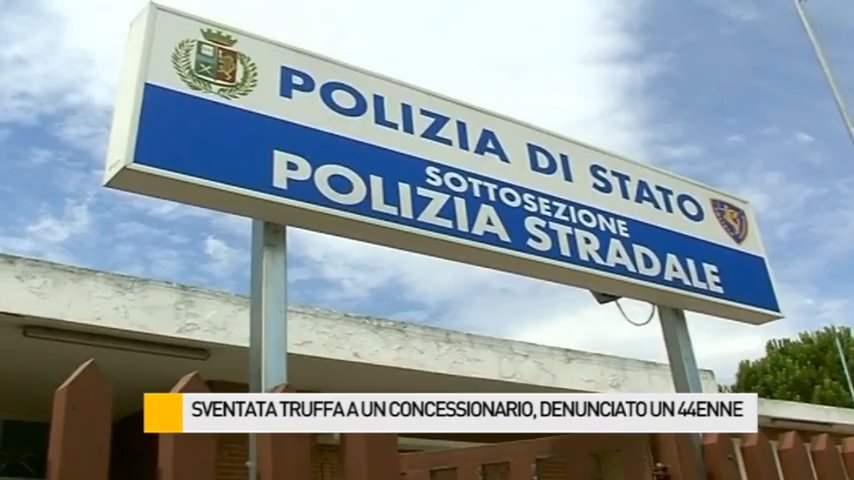 POLIZIA DI STATO
SOTTOSEZIONE
POLIZIA STRADALE
SVENTATA TRUFFA A UN CONCESSIONARIO, DENUNCIATO UN 44ENNE